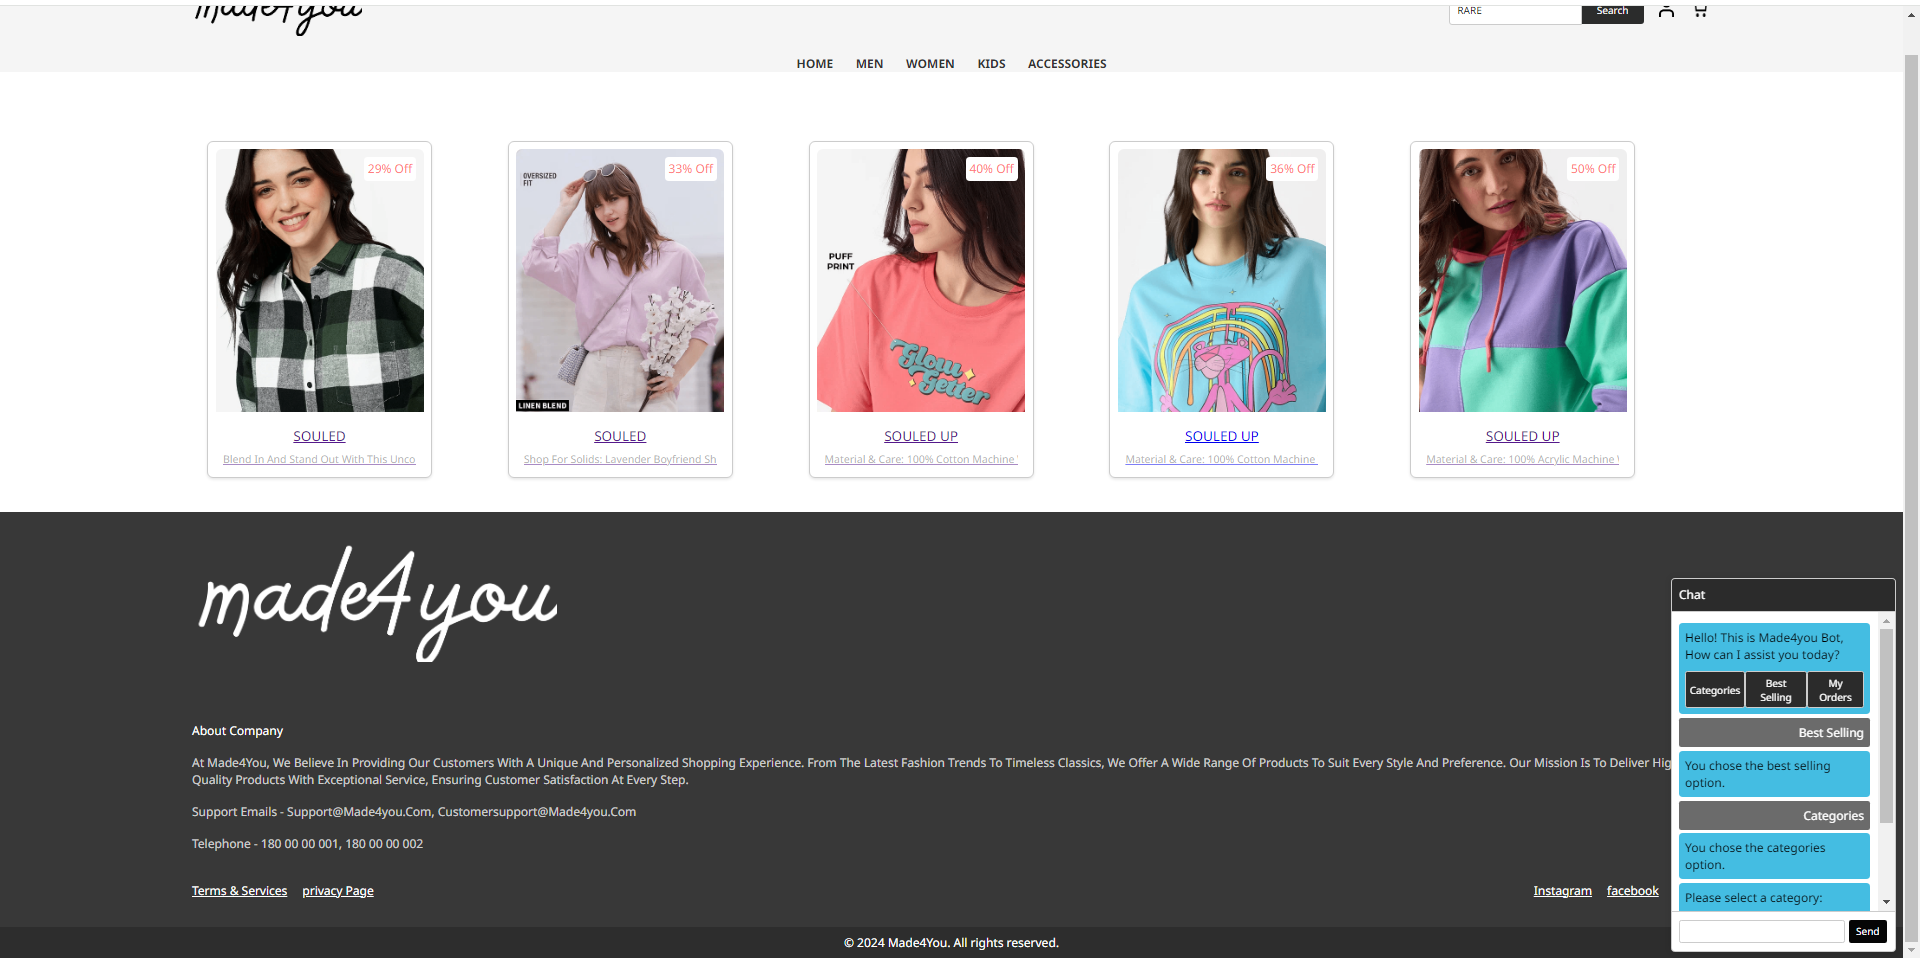 made4you
RARE
Search
HOME MEN WOMEN KIDS ACCESSORIES
29% Off
OVERSIZED
FIT
33% Off
LINEN BLEND
40% Off
PUFF
PRINT
Glow
Getter
36% Off
50% Off
SOULED
Blend In And Stand Out With This Unco
SOULED
Shop For Solids: Lavender Boyfriend Sh
SOULED UP
Material & Care: 100% Cotton Machine
SOULED UP
Material & Care: 100% Cotton Machine
SOULED UP
Material & Care: 100% Acrylic Machine
made4you
About Company
At Made4You, We Believe In Providing Our Customers With A Unique And Personalized Shopping Experience. From The Latest Fashion Trends To Timeless Classics, We Offer A Wide Range Of Products To Suit Every Style And Preference. Our Mission Is To Deliver Hig
Quality Products With Exceptional Service, Ensuring Customer Satisfaction At Every Step.
Support Emails - Support@Made4you.Com, Customersupport@Made4you.Com
Telephone - 180 00 00 001, 180 00 00 002
Terms & Services privacy Page
Instagram facebook
© 2024 Made4You. All rights reserved.
Chat
Hello! This is Made4you Bot,
How can I assist you today?
Categories
Best
Selling
My
Orders
Best Selling
You chose the best selling
option.
Categories
You chose the categories
option.
Please select a category:
Send